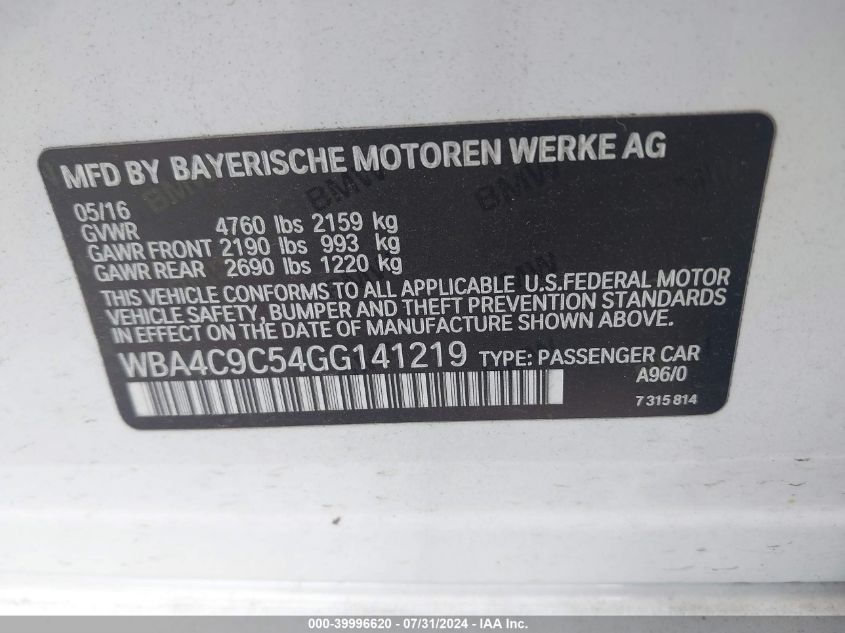 MFD BY BAYERISCHE MOTOREN WERKE AG
05/16
GVWR 4760 lbs 2159 kg
GAWR FRONT 2190 lbs 993 kg
GAWR REAR 2690 lbs 1220 kg
THIS VEHICLE CONFORMS TO ALL APPLICABLE U.S.FEDERAL MOTOR
VEHICLE SAFETY, BUMPER AND THEFT PREVENTION STANDARDS
IN EFFECT ON THE DATE OF MANUFACTURE SHOWN ABOVE.
WBA4C9C54GG141219 TYPE: PASSENGER CAR
A96/0
7 315 814
000-39996620 / 07/31/2024 - IAA Inc.